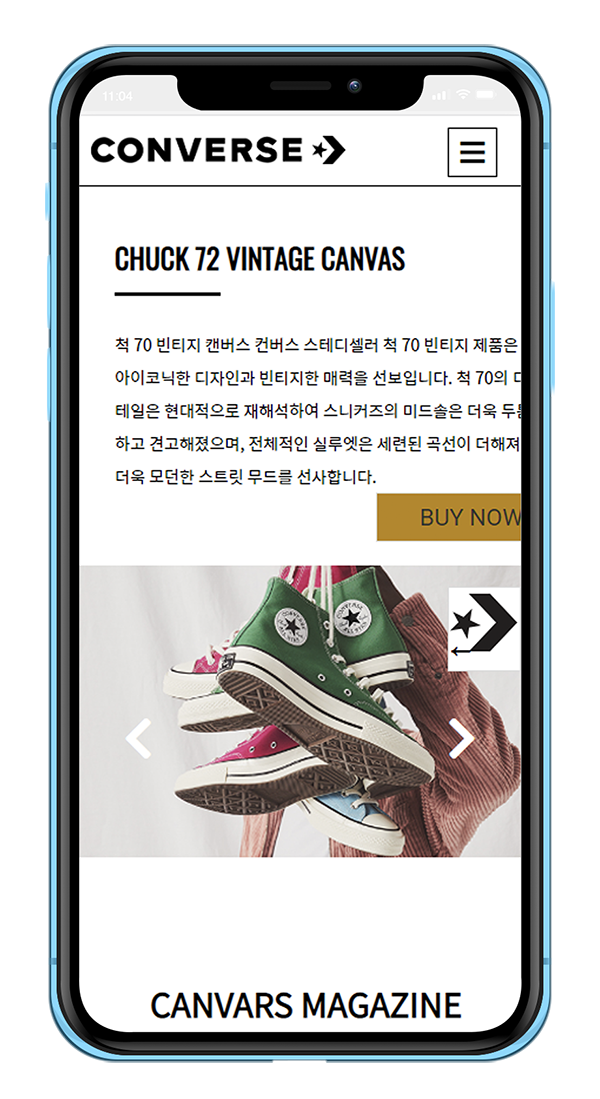 11:04
CONVERSE
CHUCK 72 VINTAGE CANVAS
척 70 빈티지 캔버스 컨버스 스테디셀러 척 70 빈티지 제품은
아이코닉한 디자인과 빈티지한 매력을 선보입니다. 척 70의
테일은 현대적으로 재해석하여 스니커즈의 미드솔은 더욱
하고 견고해졌으며, 전체적인 실루엣은 세련된 곡선이 더해져
더욱 모던한 스트릿 무드를 선사합니다.
BUY NOW
CONVERSE
ALL STAR
CONVERSE
ALL STAR
CANVARS MAGAZINE